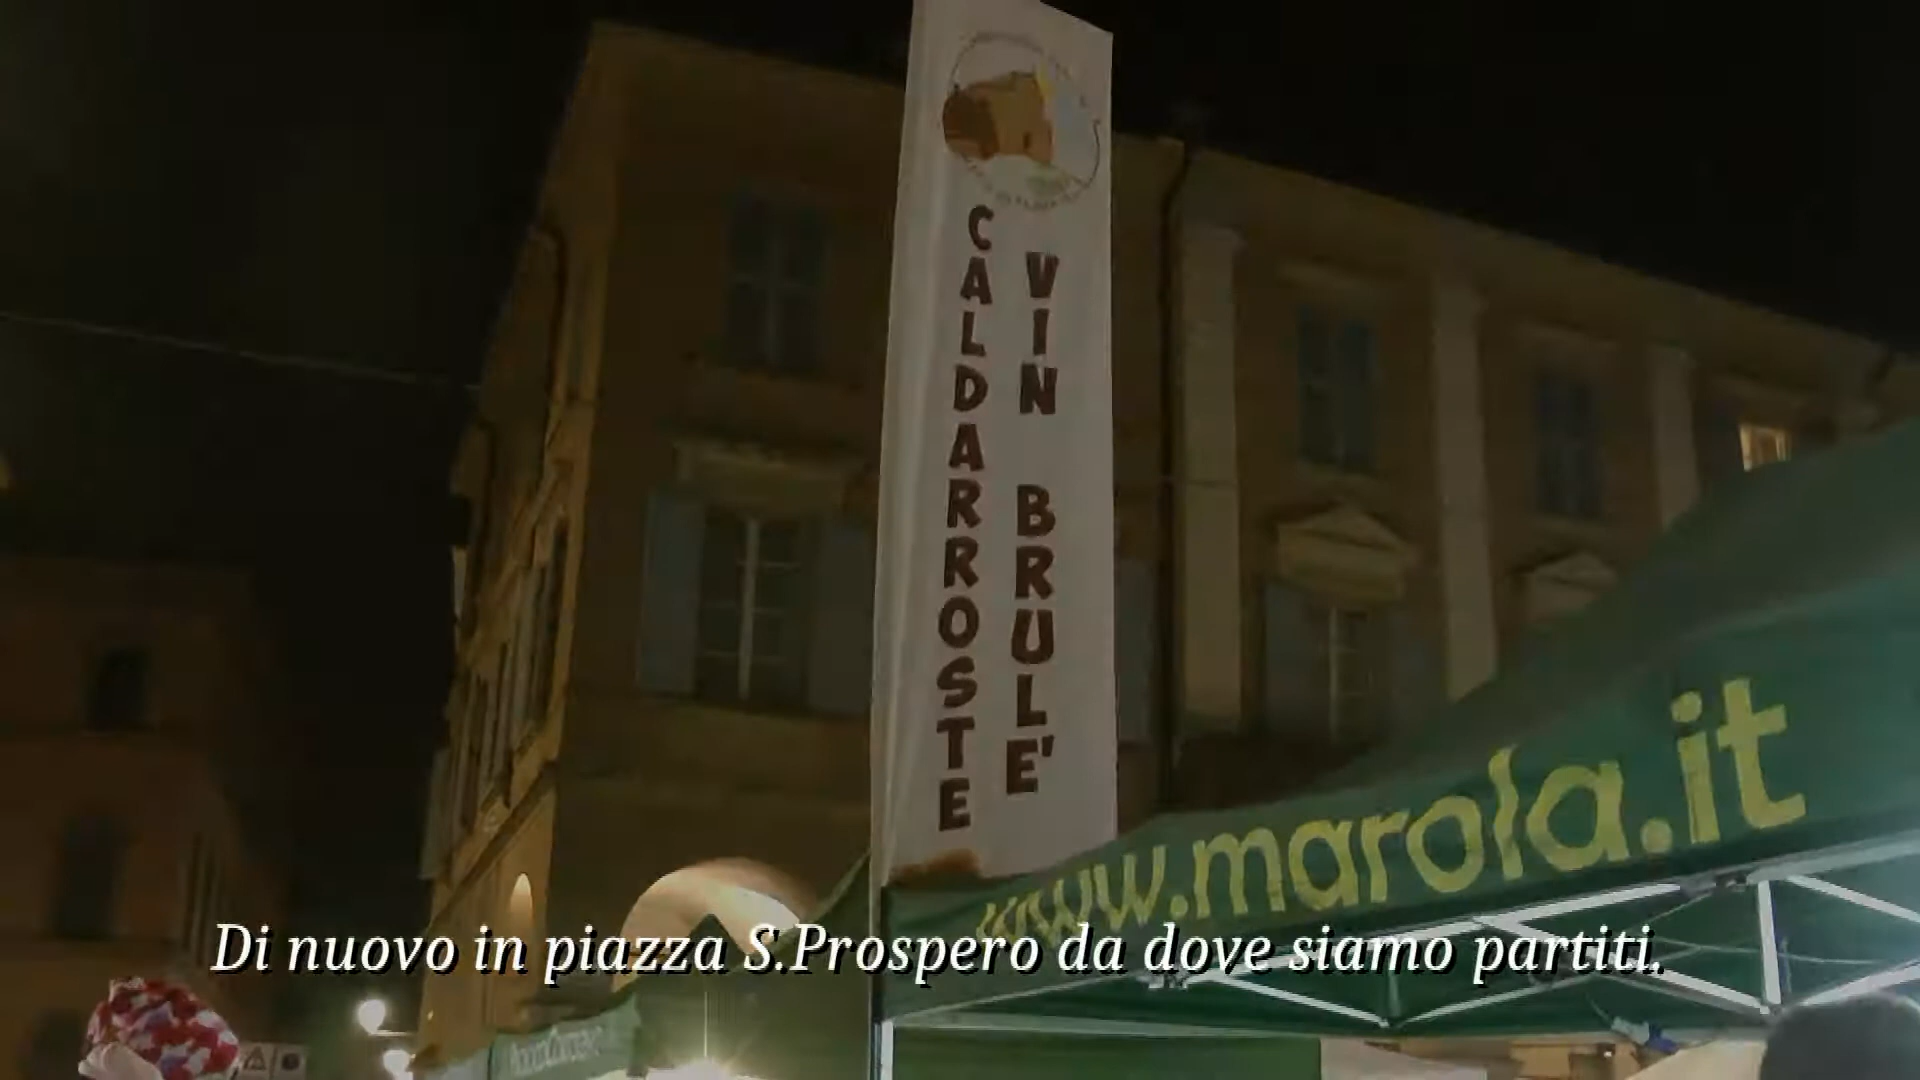 CALDARROSTE
VIN BRULE'
www.marola.it
Di nuovo in piazza S.Prospero da dove siamo partiti.